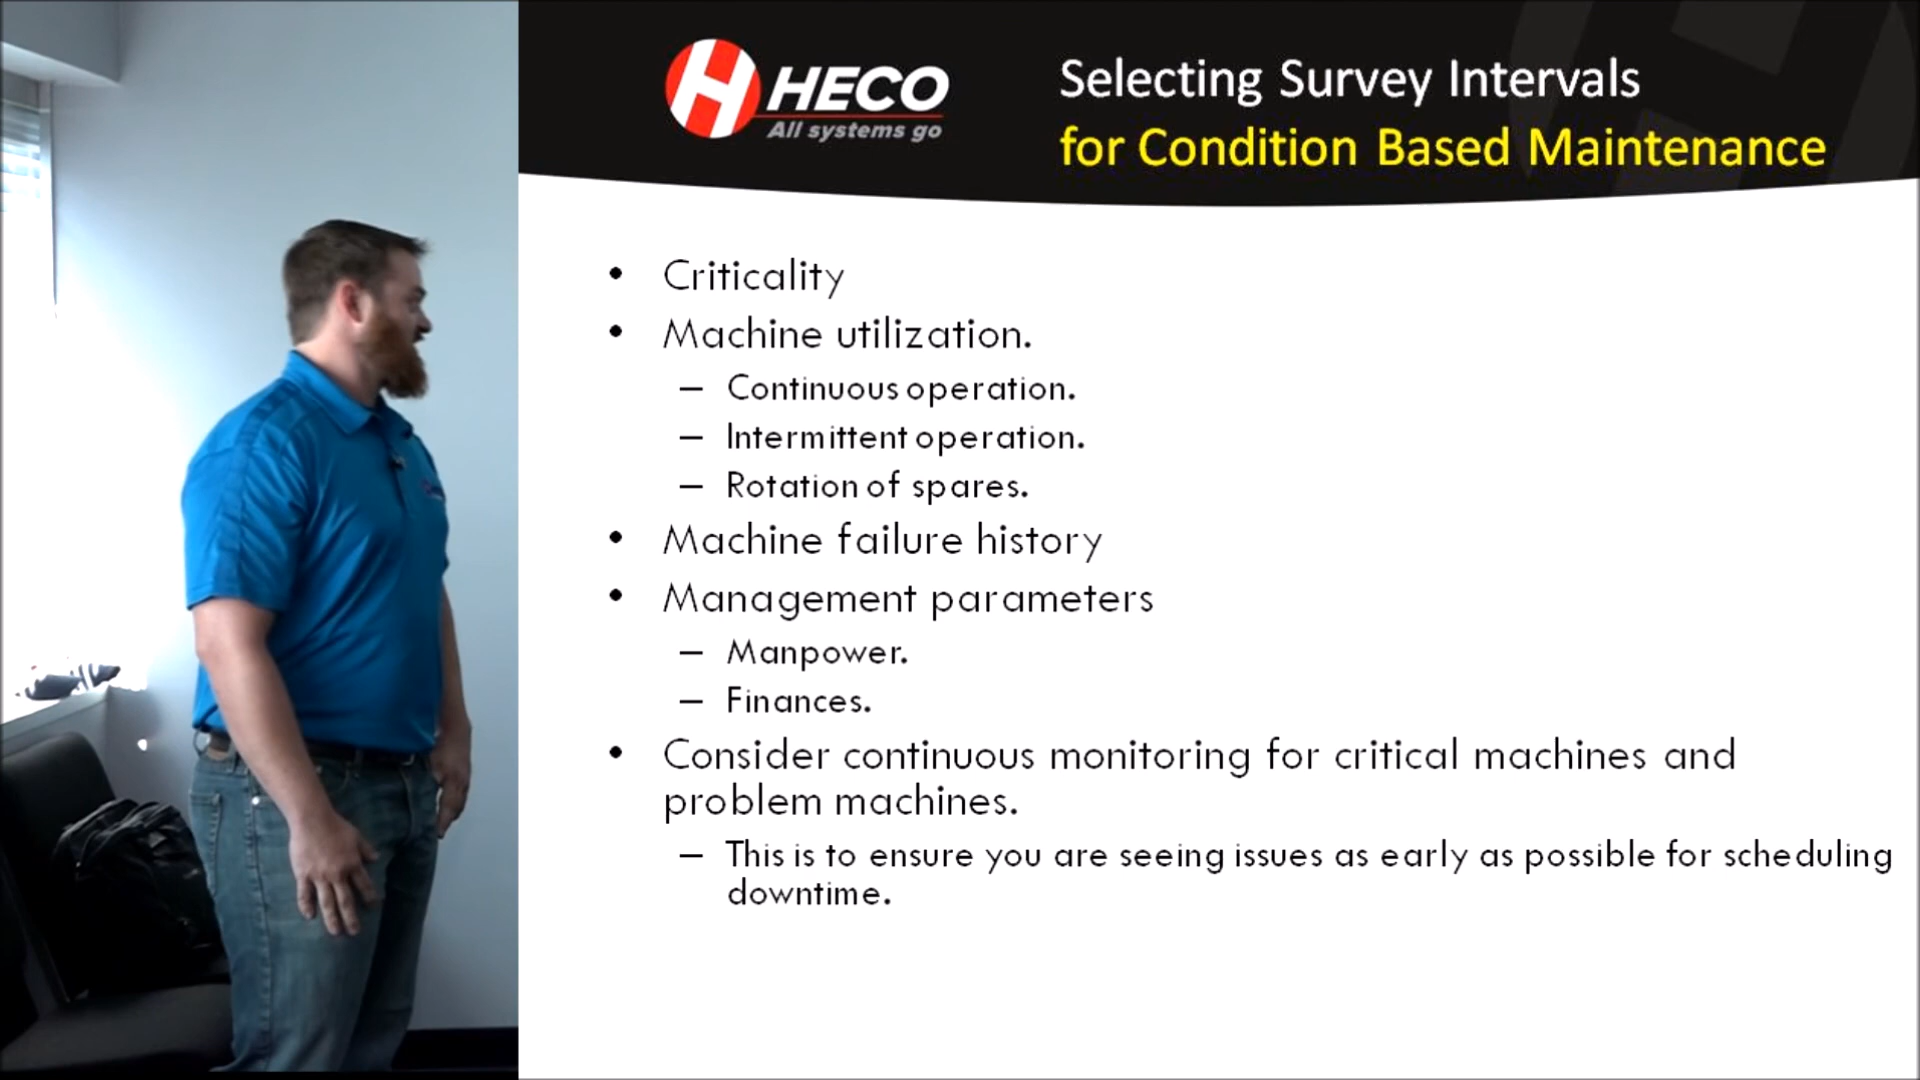 HECO
All systems go
Selecting Survey Intervals
for Condition Based Maintenance
• Criticality
• Machine utilization.
– Continuous operation.
– Intermittent operation.
– Rotation of spares.
• Machine failure history
• Management parameters
– Manpower.
– Finances.
• Consider continuous monitoring for critical machines and
problem machines.
– This is to ensure you are seeing issues as early as possible for scheduling
downtime.